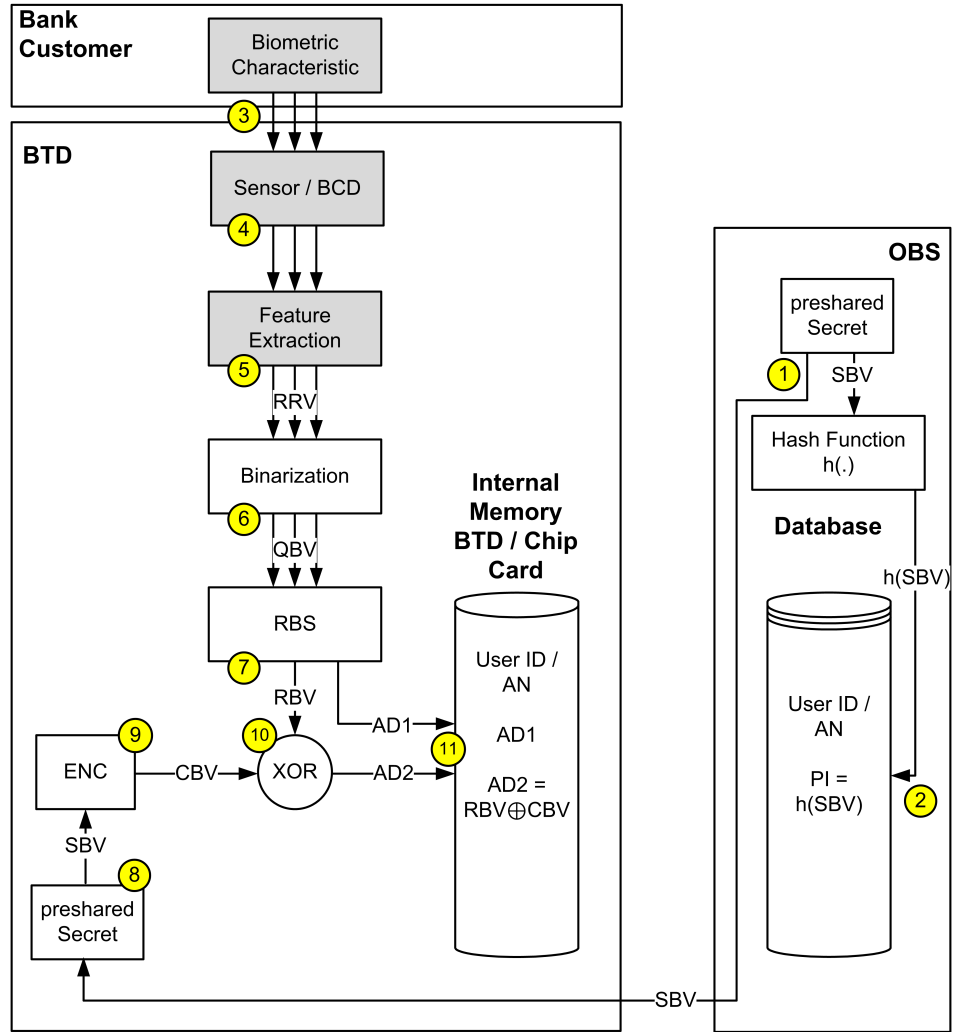 Bank
Customer
Biometric
Characteristic
3
BTD
Sensor / BCD
4
Feature
Extraction
5
RRV
Binarization
6
QBV
RBS
7
RBV
AD1
9
ENC
CBV
10
XOR
AD2
11
SBV
8
preshared
Secret
Internal
Memory
BTD / Chip
Card
User ID /
AN
AD1
AD2 =
RBV⊕CBV
SBV
OBS
preshared
Secret
1
SBV
Hash Function
h(.)
Database
h(SBV)
User ID /
AN
PI =
h(SBV)
2